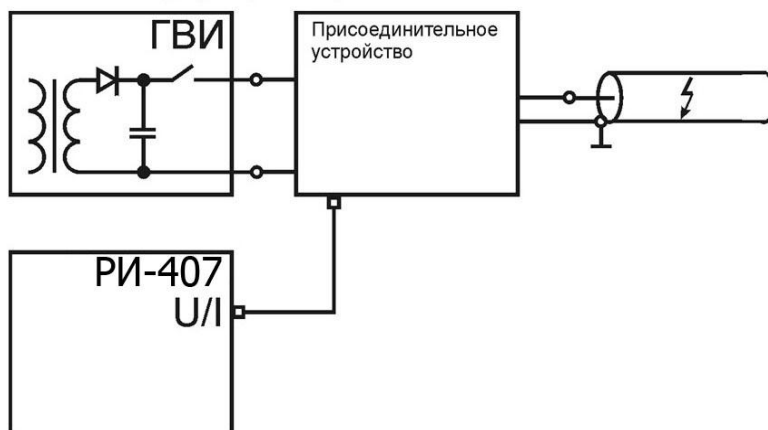 ГВИ
Присоединительное
устройство
РИ-407
U/I